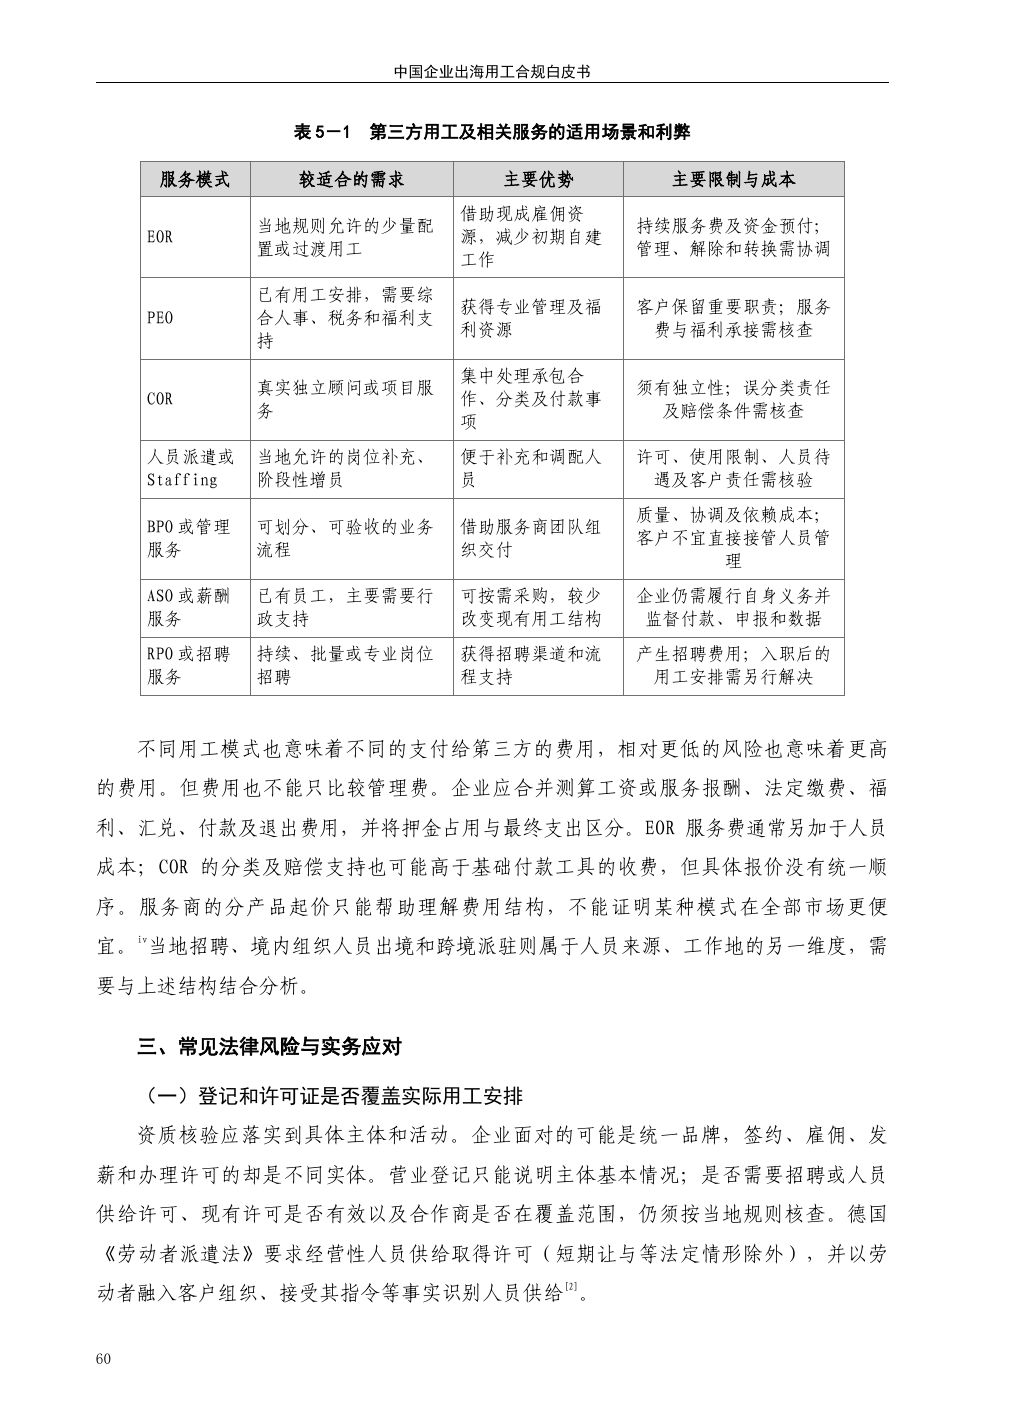 中国企业出海用工合规白皮书
表 5－1　第三方用工及相关服务的适用场景和利弊
服务模式　较适合的需求　主要优势　主要限制与成本
EOR
当地规则允许的少量配
置或过渡用工
借助现成雇佣资
源，减少初期自建
工作
持续服务费及资金预付；
管理、解除和转换需协调
PEO
已有用工安排，需要综
合人事、税务和福利支
持
获得专业管理及福
利资源
客户保留重要职责；服务
费与福利承接需核查
COR
真实独立顾问或项目服
务
集中处理承包合
作、分类及付款事
项
须有独立性；误分类责任
及赔偿条件需核查
人员派遣或
Staffing
当地允许的岗位补充、
阶段性增员
便于补充和调配人
员
许可、使用限制、人员待
遇及客户责任需核验
BPO 或管理
服务
可划分、可验收的业务
流程
借助服务商团队组
织交付
质量、协调及依赖成本；
客户不宜直接接管人员管
理
ASO 或薪酬
服务
已有员工，主要需要行
政支持
可按需采购，较少
改变现有用工结构
企业仍需履行自身义务并
监督付款、申报和数据
RPO 或招聘
服务
持续、批量或专业岗位
招聘
获得招聘渠道和流
程支持
产生招聘费用；入职后的
用工安排需另行解决
不同用工模式也意味着不同的支付给第三方的费用，相对更低的风险也意味着更高
的费用。但费用也不能只比较管理费。企业应合并测算工资或服务报酬、法定缴费、福
利、汇兑、付款及退出费用，并将押金占用与最终支出区分。EOR 服务费通常另加于人员
成本；COR 的分类及赔偿支持也可能高于基础付款工具的收费，但具体报价没有统一顺
序。服务商的分产品起价只能帮助理解费用结构，不能证明某种模式在全部市场更便
宜。iv当地招聘、境内组织人员出境和跨境派驻则属于人员来源、工作地的另一维度，需
要与上述结构结合分析。
三、常见法律风险与实务应对
（一）登记和许可证是否覆盖实际用工安排
资质核验应落实到具体主体和活动。企业面对的可能是统一品牌，签约、雇佣、发
薪和办理许可的却是不同实体。营业登记只能说明主体基本情况；是否需要招聘或人员
供给许可、现有许可是否有效以及合作商是否在覆盖范围，仍须按当地规则核查。德国
《劳动者派遣法》要求经营性人员供给取得许可（短期让与等法定情形除外），并以劳
动者融入客户组织、接受其指令等事实识别人员供给[2]。
60